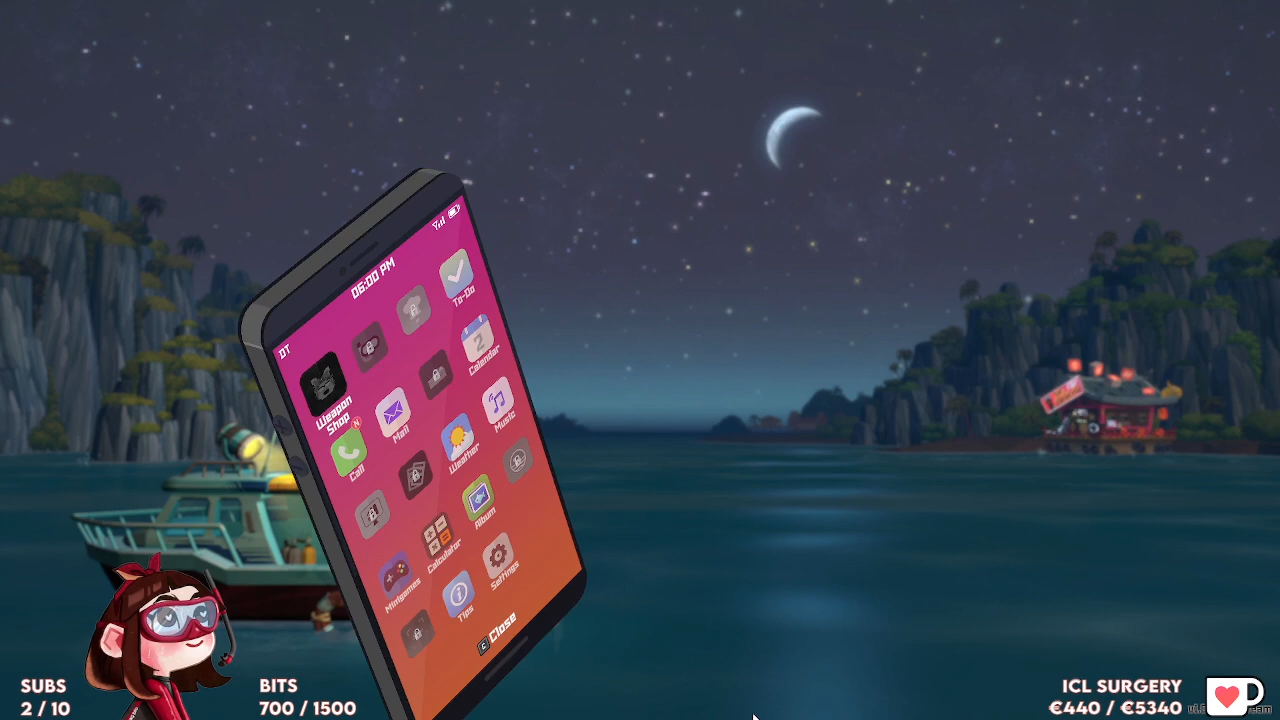 06:00 PM
DT
To-Do
2
Calendar
Weapon
Shop
Mail
Music
N
Call
Weather
Album
Calculator
Settings
Minigames
Tips
C Close
SUBS
2 / 10
BITS
700 / 1500
ICL SURGERY
€440 / €5340